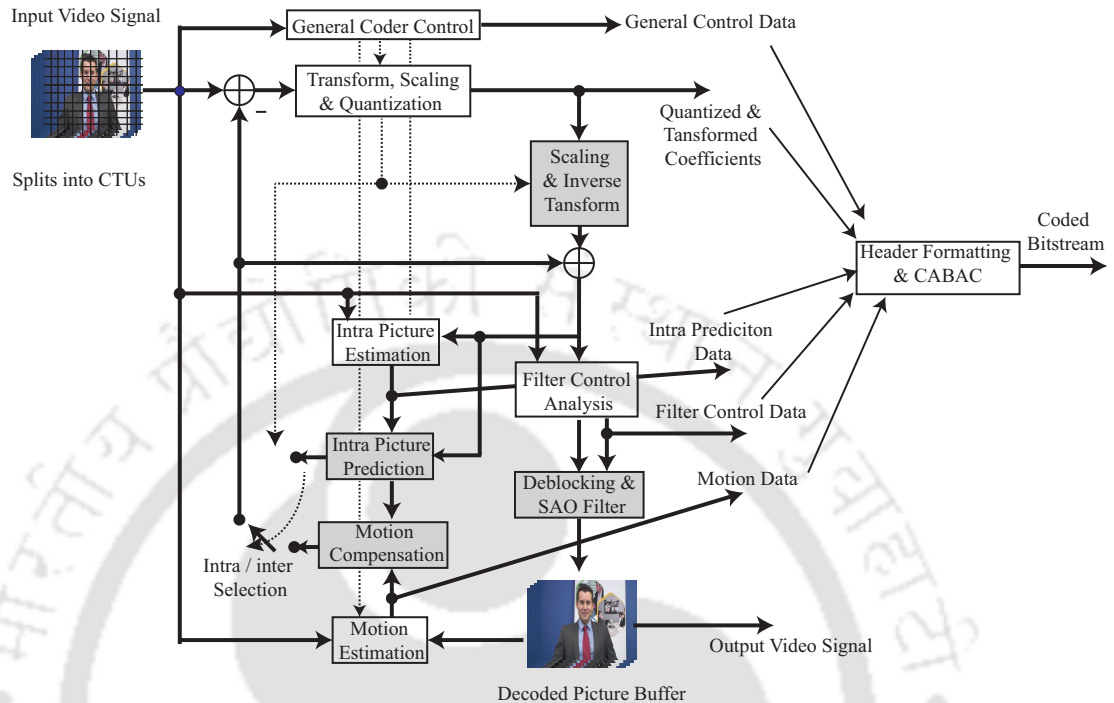 Input Video Signal
General Coder Control
General Control Data
Transform, Scaling
& Quantization
–
Quantized &
Tansformed
Coefficients
Splits into CTUs
Scaling
& Inverse
Tansform
Coded
Bitstream
Header Formatting
& CABAC
Intra Picture
Estimation
Intra Prediciton
Data
Filter Control
Analysis
Filter Control Data
Intra Picture
Prediction
Deblocking &
SAO Filter
Motion Data
Motion
Compensation
Intra / inter
Selection
Motion
Estimation
Output Video Signal
Decoded Picture Buffer